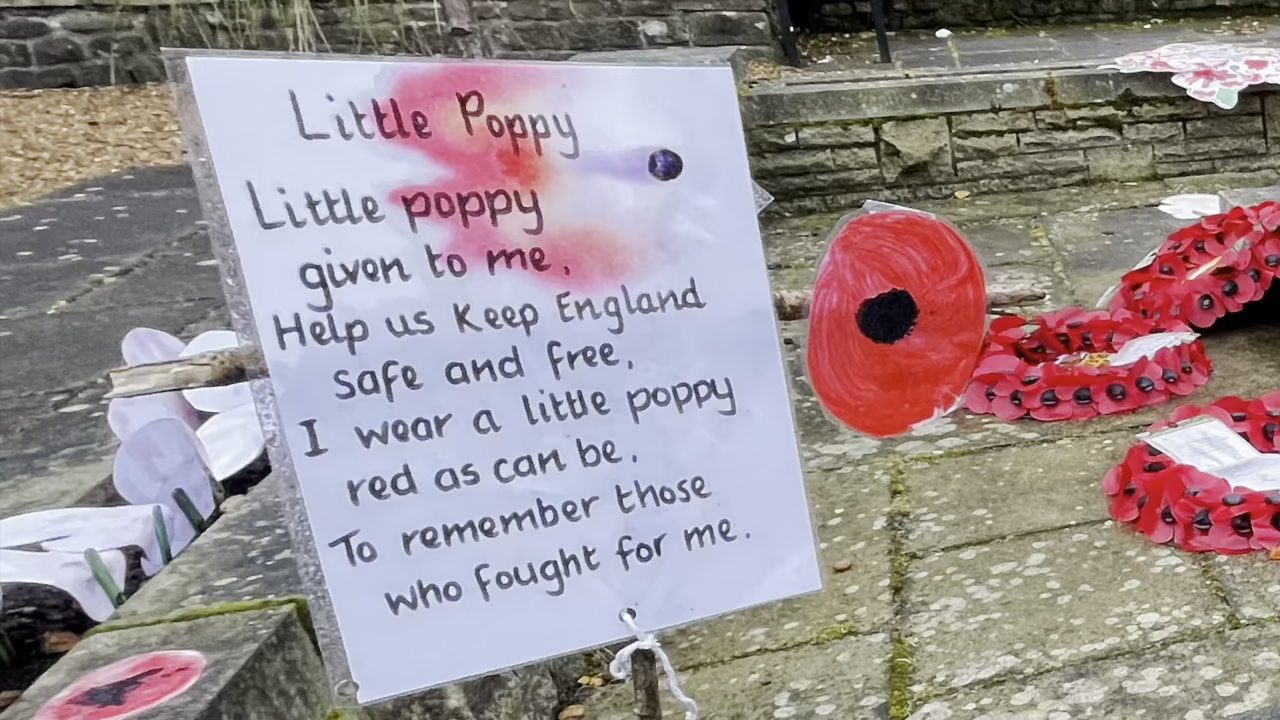 Little Poppy
Little poppy
given to me.
Help us Keep England
safe and free.
I wear a little poppy
red as can be.
To remember those
who fought for me.